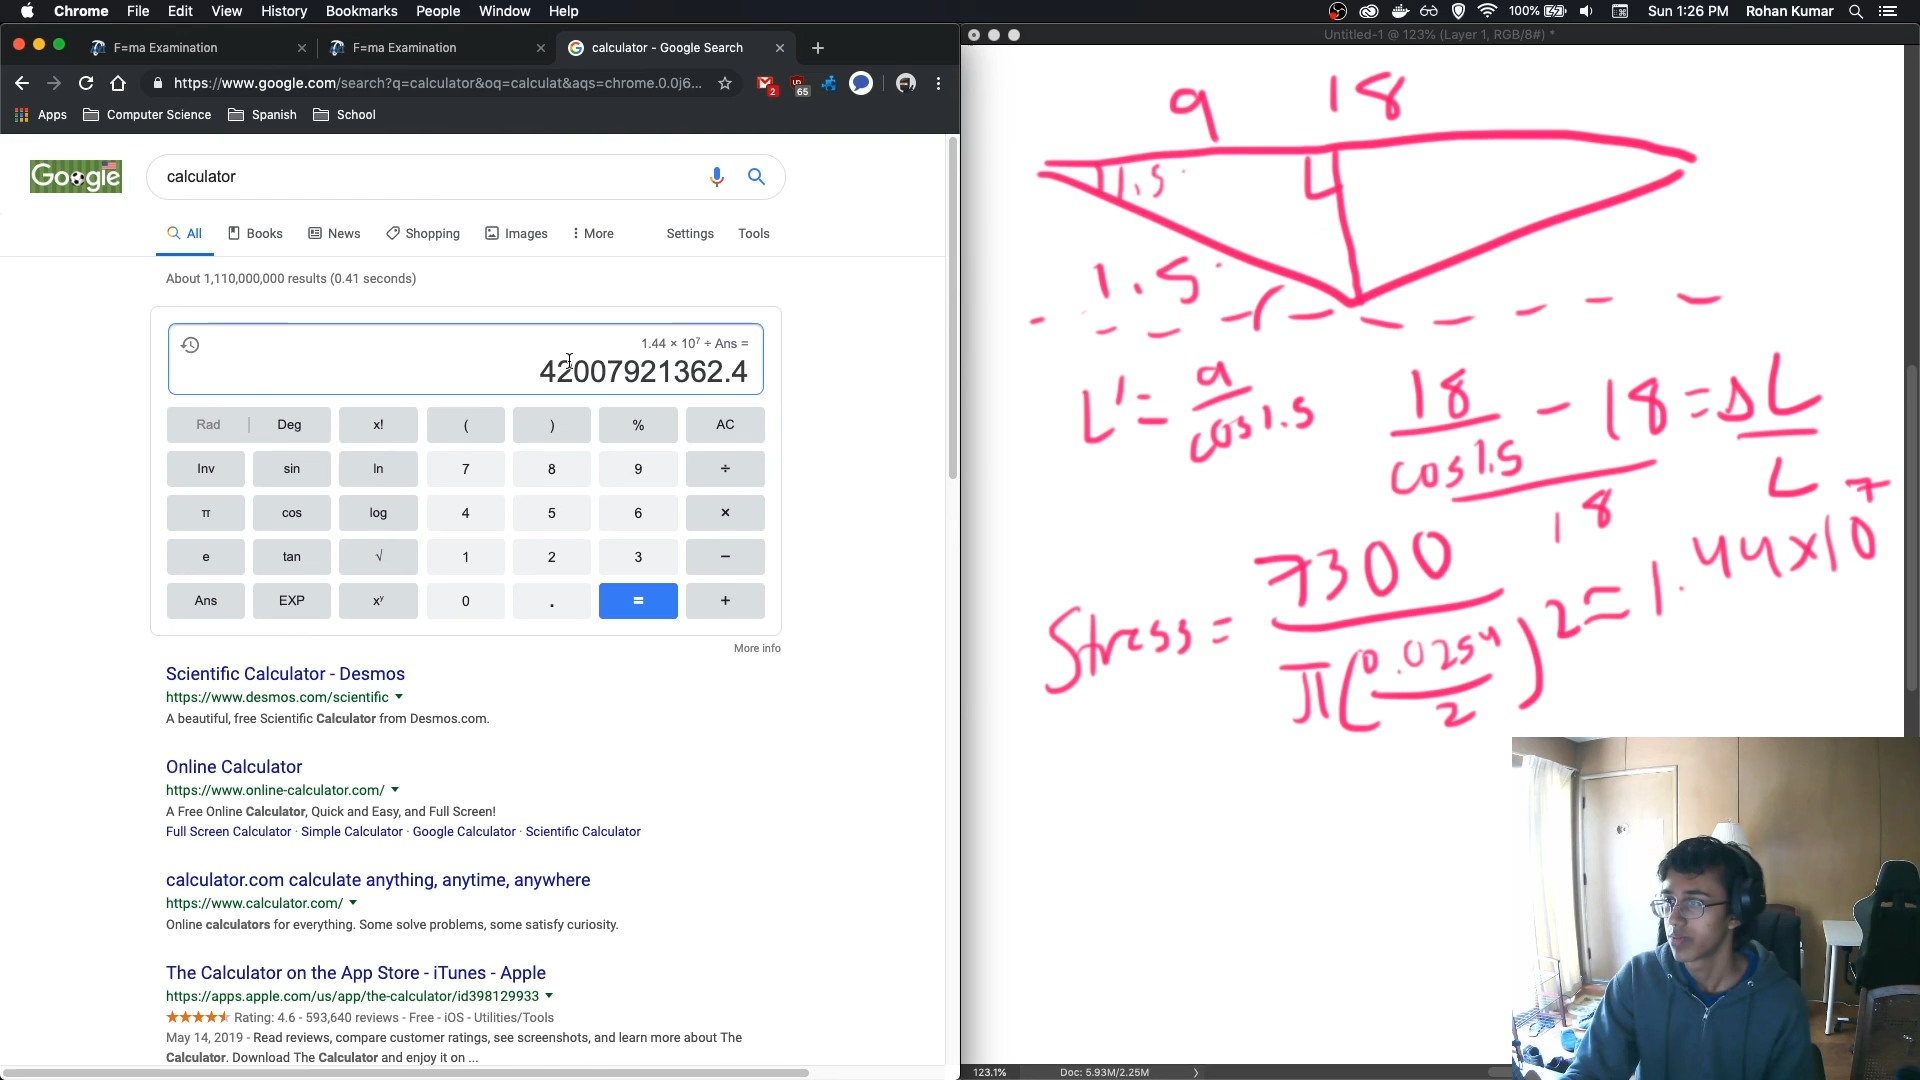 Chrome File Edit View History Bookmarks People Window Help
100% Sun 1:26 PM Rohan Kumar
F=ma Examination
F=ma Examination
calculator - Google Search
https://www.google.com/search?q=calculator&oq=calculat&aqs=chrome.0.0j6...
2
65
Apps Computer Science Spanish School
Google
calculator
All Books News Shopping Images More Settings Tools
About 1,110,000,000 results (0.41 seconds)
1.44 × 10⁷ ÷ Ans =
42007921362.4
Rad Deg x! ( ) % AC
Inv sin ln 7 8 9 ÷
π cos log 4 5 6 ×
e tan √ 1 2 3 −
Ans EXP xʸ 0 . = +
More info
Scientific Calculator - Desmos
https://www.desmos.com/scientific
A beautiful, free Scientific Calculator from Desmos.com.
Online Calculator
https://www.online-calculator.com/
A Free Online Calculator, Quick and Easy, and Full Screen!
Full Screen Calculator · Simple Calculator · Google Calculator · Scientific Calculator
calculator.com calculate anything, anytime, anywhere
https://www.calculator.com/
Online calculators for everything. Some solve problems, some satisfy curiosity.
The Calculator on the App Store - iTunes - Apple
https://apps.apple.com/us/app/the-calculator/id398129933
Rating: 4.6 - 593,640 reviews - Free - iOS - Utilities/Tools
May 14, 2019 - Read reviews, compare customer ratings, see screenshots, and learn more about The
Calculator. Download The Calculator and enjoy it on ...
Untitled-1 @ 123% (Layer 1, RGB/8#) *
9 18
1.5
1.5
L' = 9/cos1.5
(18/cos1.5 - 18)/18 = ΔL/L
Stress = 7300/π(0.0254/2)² = 1.44x10⁷
123.1% Doc: 5.93M/2.25M